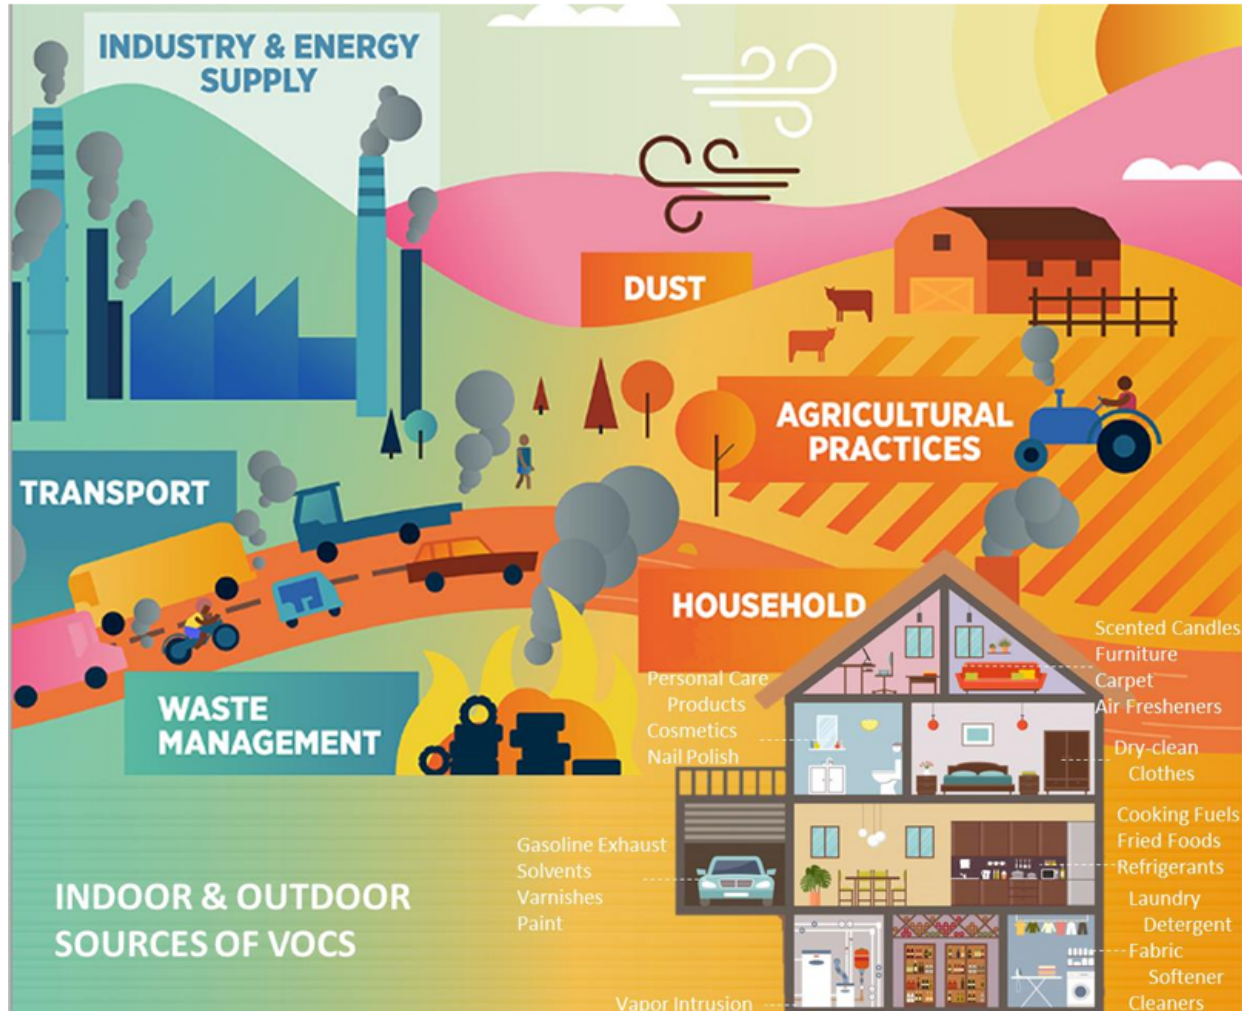 INDUSTRY & ENERGY
SUPPLY
DUST
AGRICULTURAL
PRACTICES
TRANSPORT
HOUSEHOLD
WASTE
MANAGEMENT
Scented Candles
Furniture
Carpet
Air Fresheners
Personal Care
Products
Cosmetics
Nail Polish
Dry-clean
Clothes
Cooking Fuels
Fried Foods
Refrigerants
Gasoline Exhaust
Solvents
Varnishes
Paint
Laundry
Detergent
Fabric
Softener
Cleaners
Vapor Intrusion
INDOOR & OUTDOOR
SOURCES OF VOCS